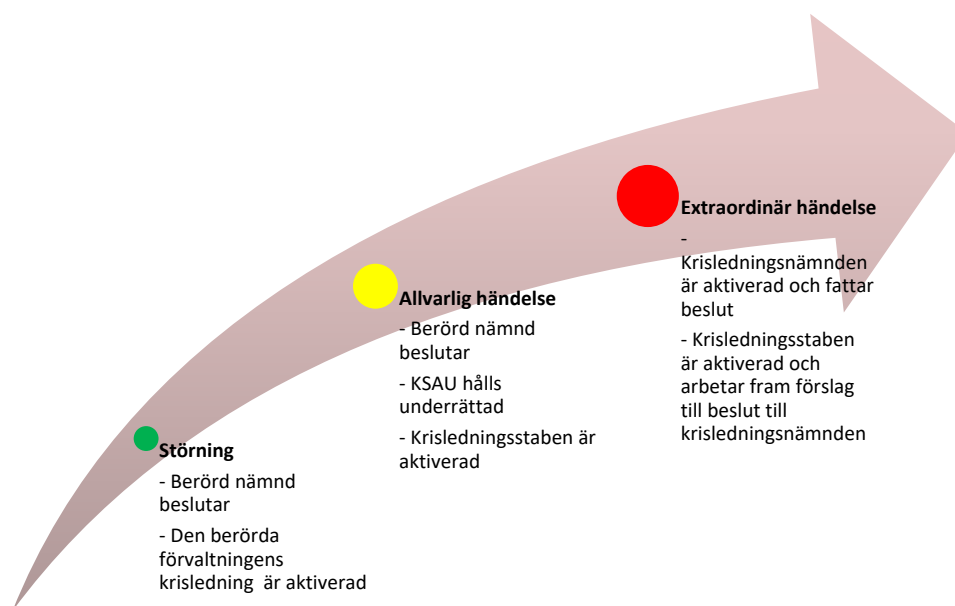 Störning
- Berörd nämnd
beslutar
- Den berörda
förvaltningens
krisledning är aktiverad
Allvarlig händelse
- Berörd nämnd
beslutar
- KSAU hålls
underrättad
- Krisledningsstaben är
aktiverad
Extraordinär händelse
-
Krisledningsnämnden
är aktiverad och fattar
beslut
- Krisledningsstaben
är aktiverad och
arbetar fram förslag
till beslut till
krisledningsnämnden